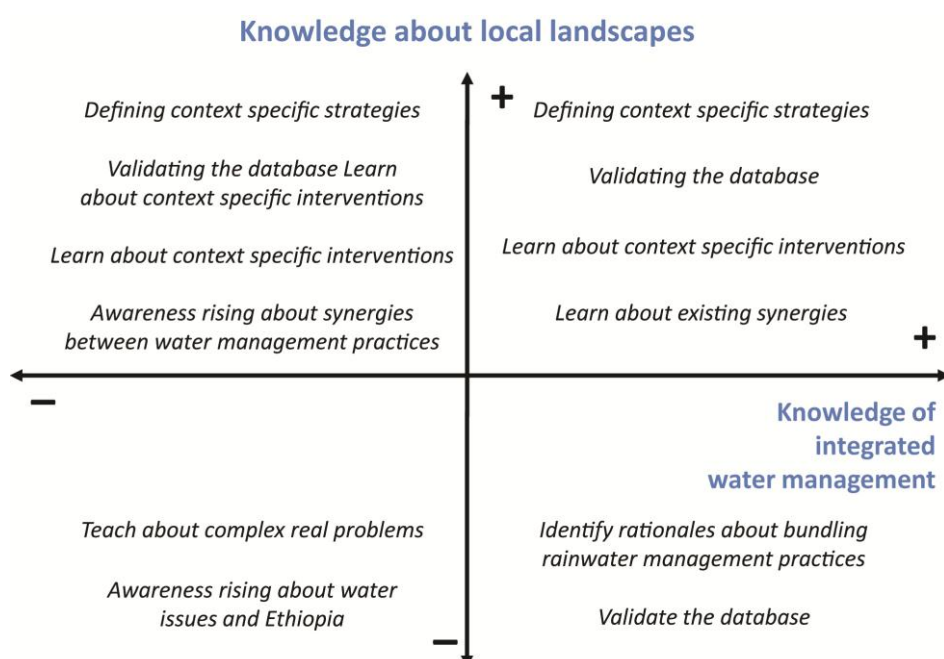 Knowledge about local landscapes
+
Defining context specific strategies
Validating the database Learn
about context specific interventions
Learn about context specific interventions
Awareness rising about synergies
between water management practices
Defining context specific strategies
Validating the database
Learn about context specific interventions
Learn about existing synergies
+
−
Knowledge of
integrated
water management
Teach about complex real problems
Awareness rising about water
issues and Ethiopia
Identify rationales about bundling
rainwater management practices
Validate the database
−